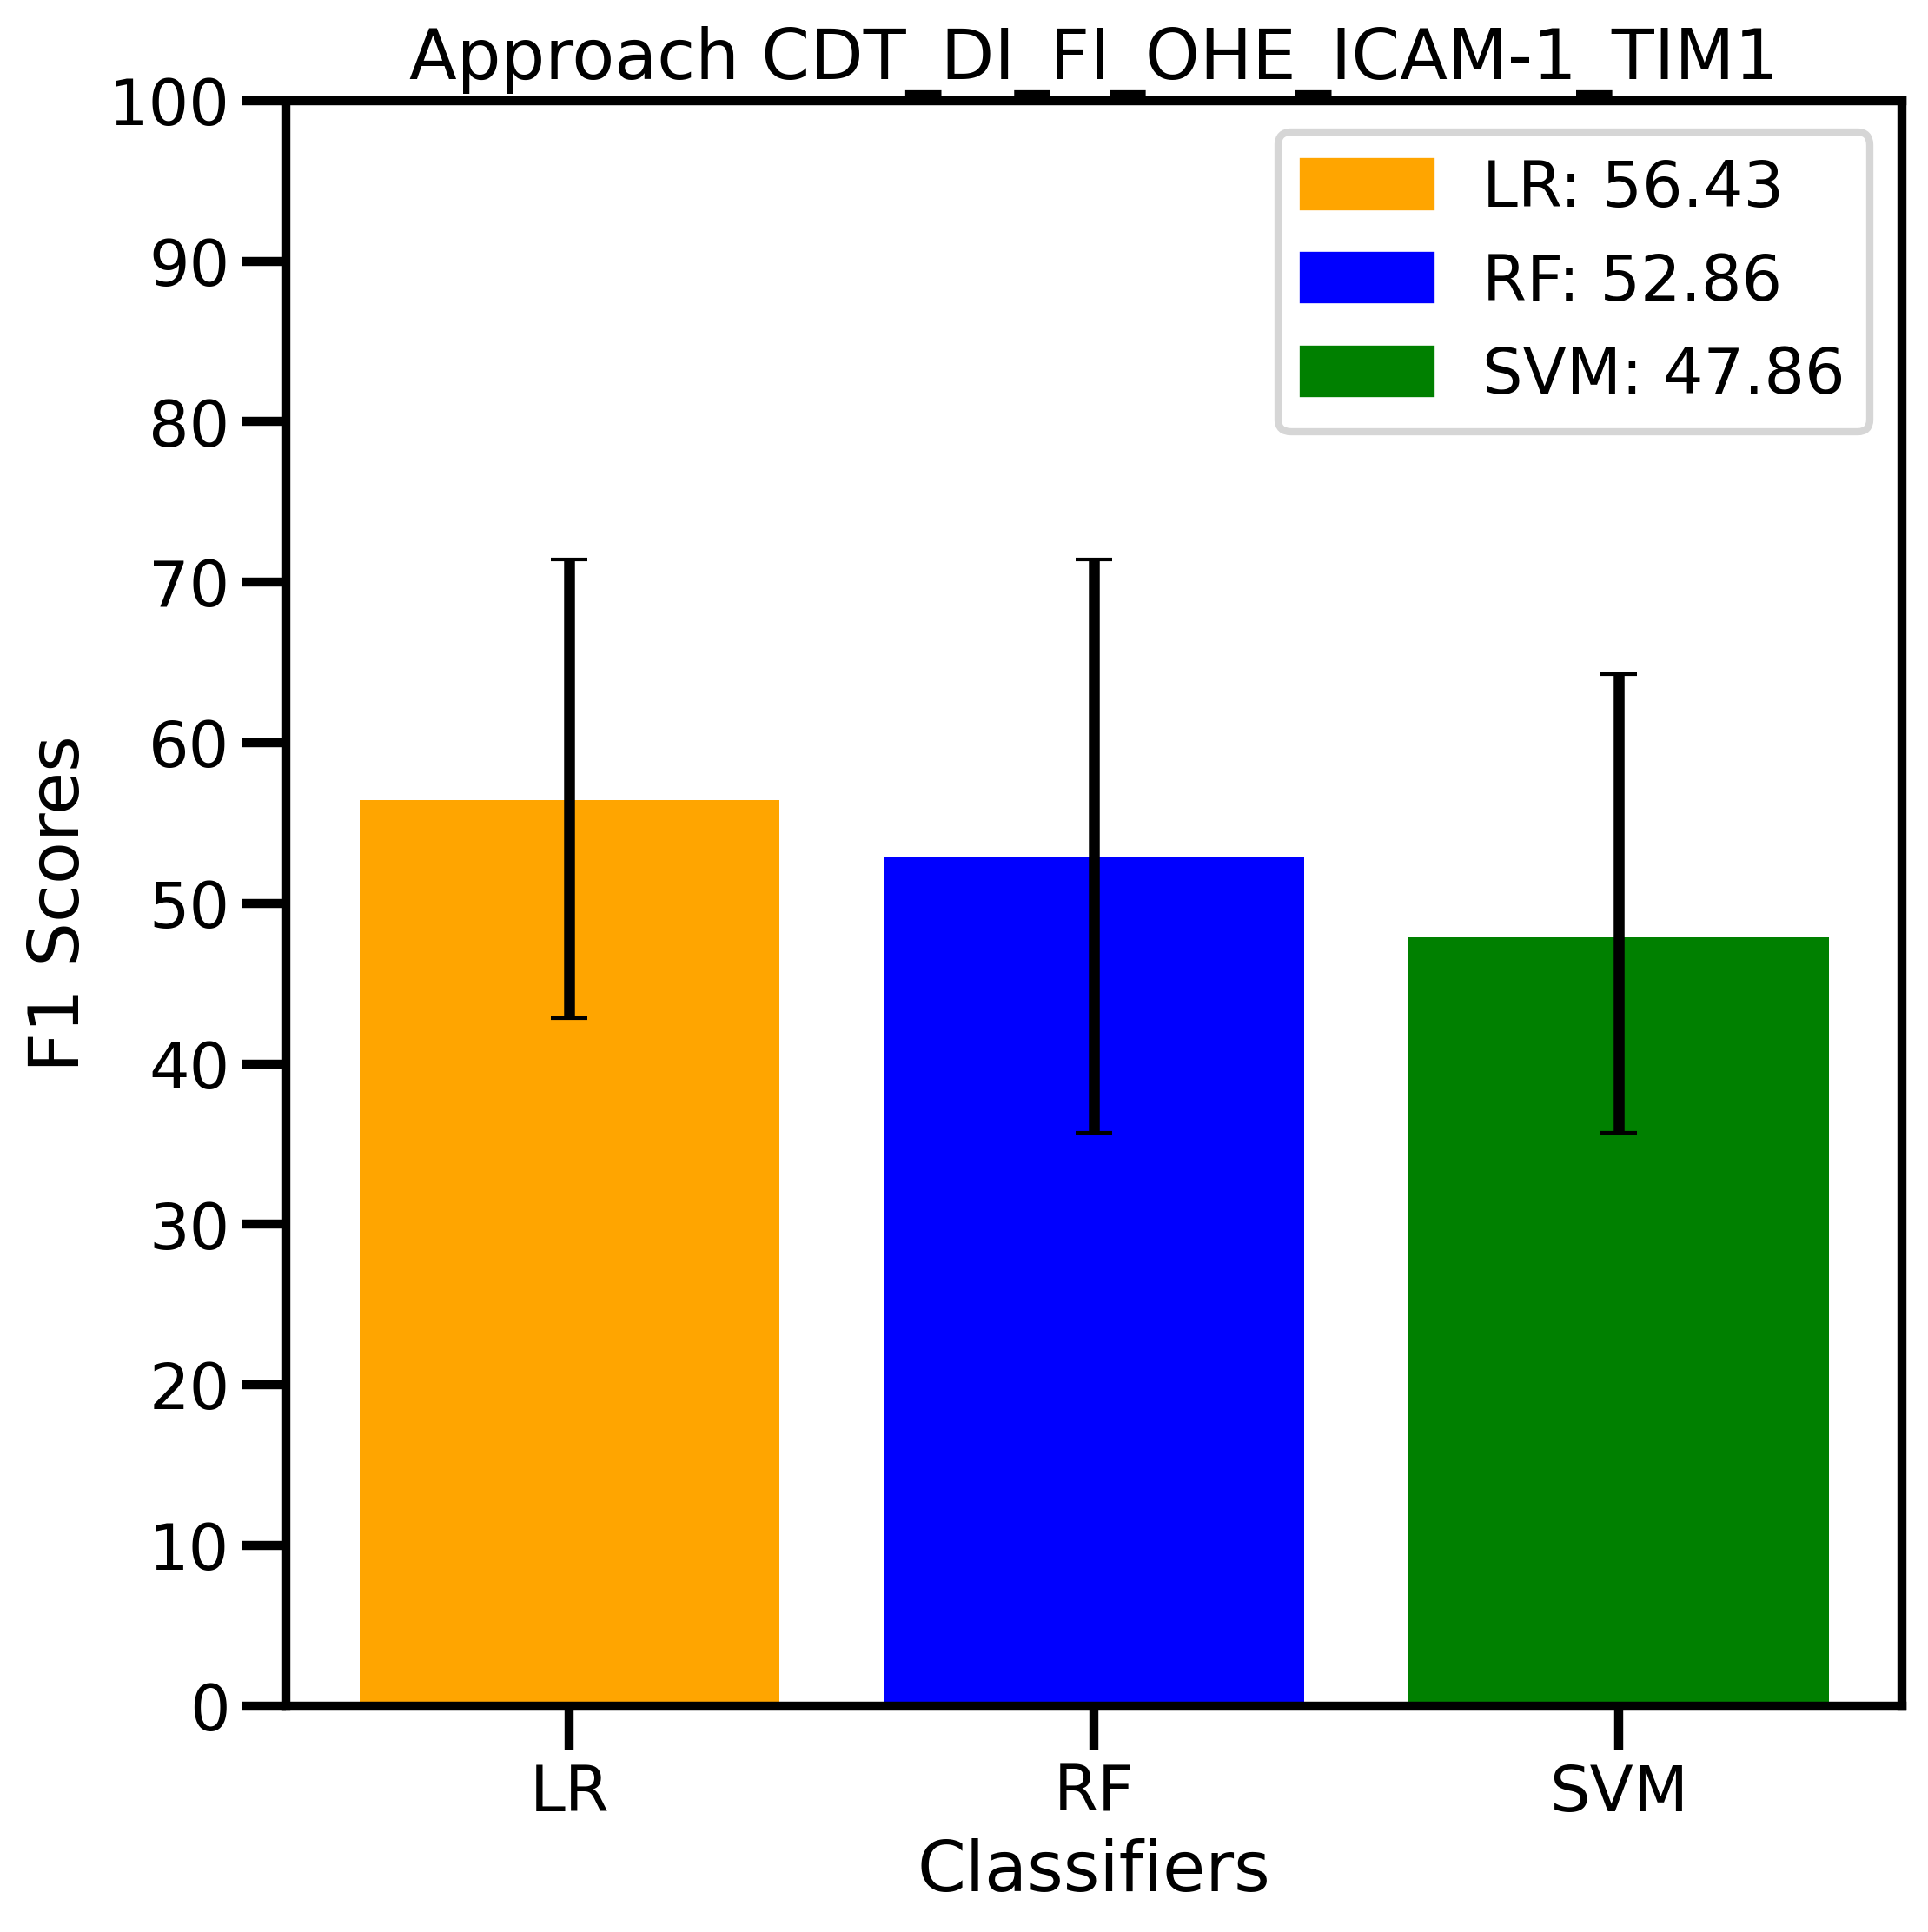 Approach CDT_DI_FI_OHE_ICAM-1_TIM1
100
90
80
70
60
50
40
30
20
10
0
F1 Scores
LR: 56.43
RF: 52.86
SVM: 47.86
LR
RF
SVM
Classifiers